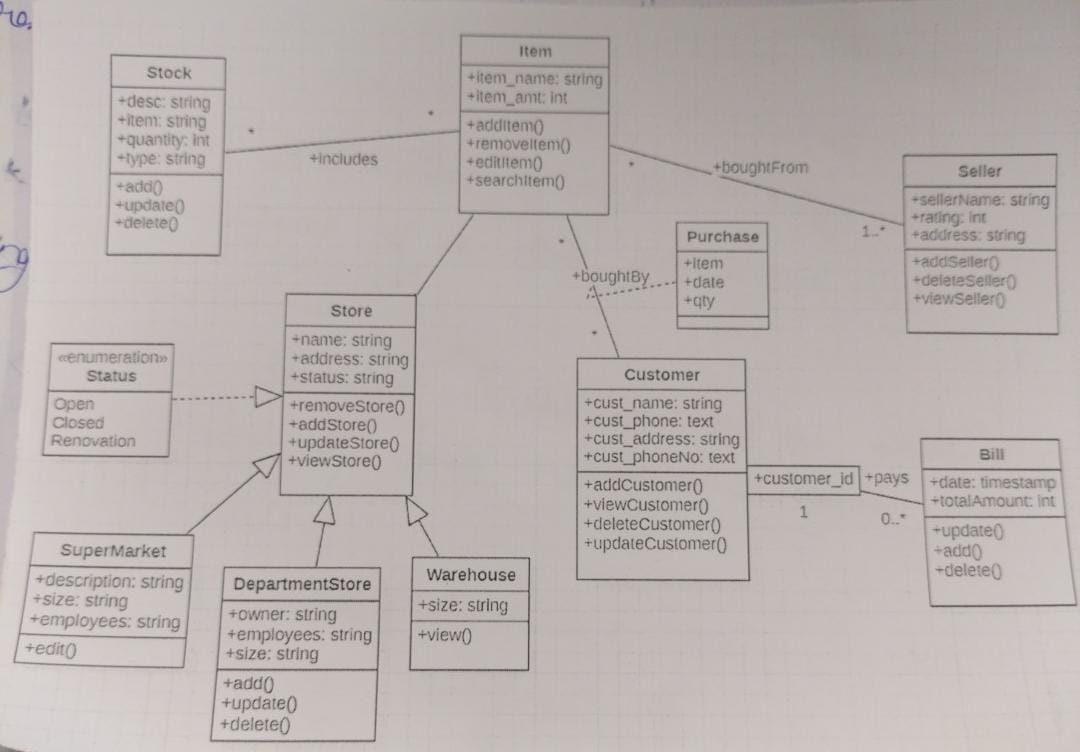 Stock
+desc: string
+item: string
+quantity: int
+type: string
+add()
+update()
+delete()
*
+includes
*
Item
+item_name: string
+item_amt: int
+addItem()
+removeItem()
+editItem()
+searchItem()
*
+boughtFrom
1..*
Seller
+sellerName: string
+rating: int
+address: string
+addSeller()
+deleteSeller()
+viewSeller()
Purchase
+item
+date
+qty
*
+boughtBy
*
Store
+name: string
+address: string
+status: string
+removeStore()
+addStore()
+updateStore()
+viewStore()
«enumeration»
Status
Open
Closed
Renovation
Customer
+cust_name: string
+cust_phone: text
+cust_address: string
+cust_phoneNo: text
+addCustomer()
+viewCustomer()
+deleteCustomer()
+updateCustomer()
+customer_id
1
+pays
0..*
Bill
+date: timestamp
+totalAmount: int
+update()
+add()
+delete()
SuperMarket
+description: string
+size: string
+employees: string
+edit()
DepartmentStore
+owner: string
+employees: string
+size: string
+add()
+update()
+delete()
Warehouse
+size: string
+view()